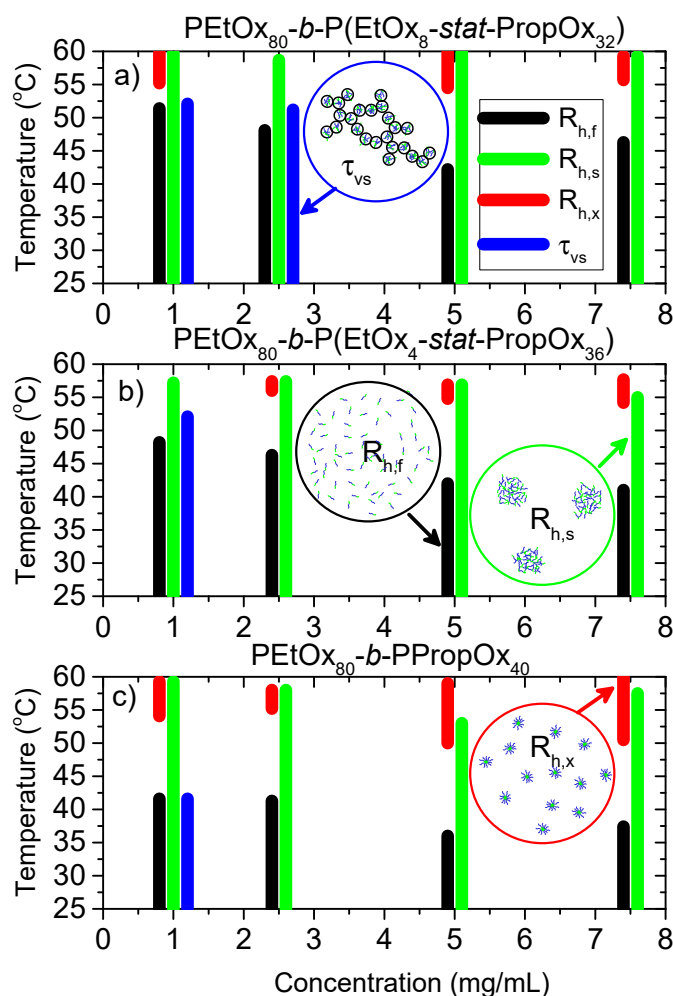 PEtOx₈₀-b-P(EtOx₈-stat-PropOx₃₂)
a)
60
55
50
45
40
35
30
25
Temperature (°C)
τvs
Rh,f
Rh,s
Rh,x
τvs
0 1 2 3 4 5 6 7 8
PEtOx₈₀-b-P(EtOx₄-stat-PropOx₃₆)
b)
60
55
50
45
40
35
30
25
Temperature (°C)
Rh,f
Rh,s
0 1 2 3 4 5 6 7 8
PEtOx₈₀-b-PPropOx₄₀
c)
60
55
50
45
40
35
30
25
Temperature (°C)
Rh,x
0 1 2 3 4 5 6 7 8
Concentration (mg/mL)